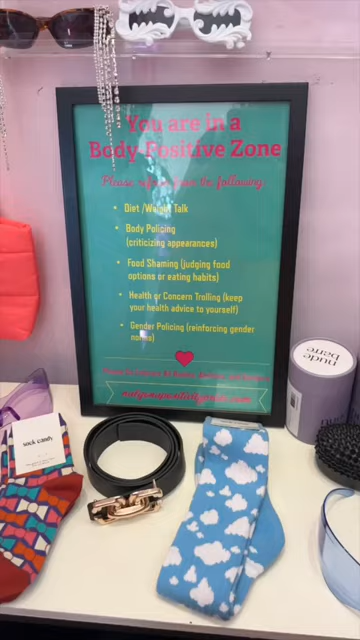 You are in a
Body-Positive Zone
Please refrain from the following:
• Diet /Weight Talk
• Body Policing
(criticizing appearances)
• Food Shaming (judging food
options or eating habits)
• Health or Concern Trolling (keep
your health advice to yourself)
• Gender Policing (reinforcing gender
norms)
nude
bane
sock candy